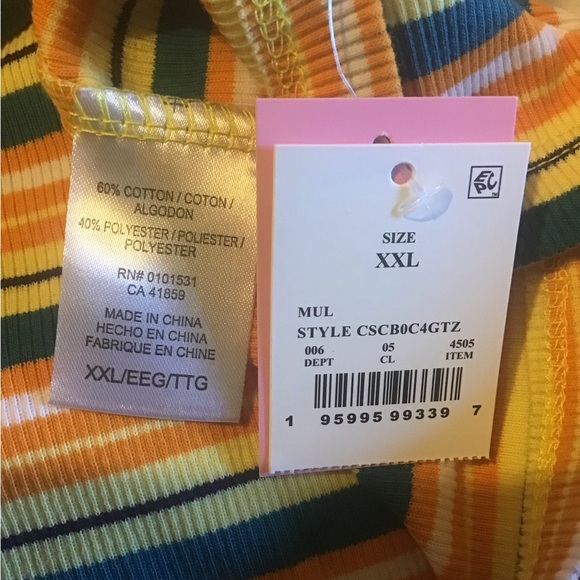 60% COTTON / COTON /
ALGODON
40% POLYESTER / POLIESTER /
POLYESTER
RN# 0101531
CA 41859
MADE IN CHINA
HECHO EN CHINA
FABRIQUE EN CHINE
XXL/EEG/TTG
EPC
SIZE
XXL
MUL
STYLE CSCB0C4GTZ
006 05 4505
DEPT CL ITEM
1 95995 99339 7